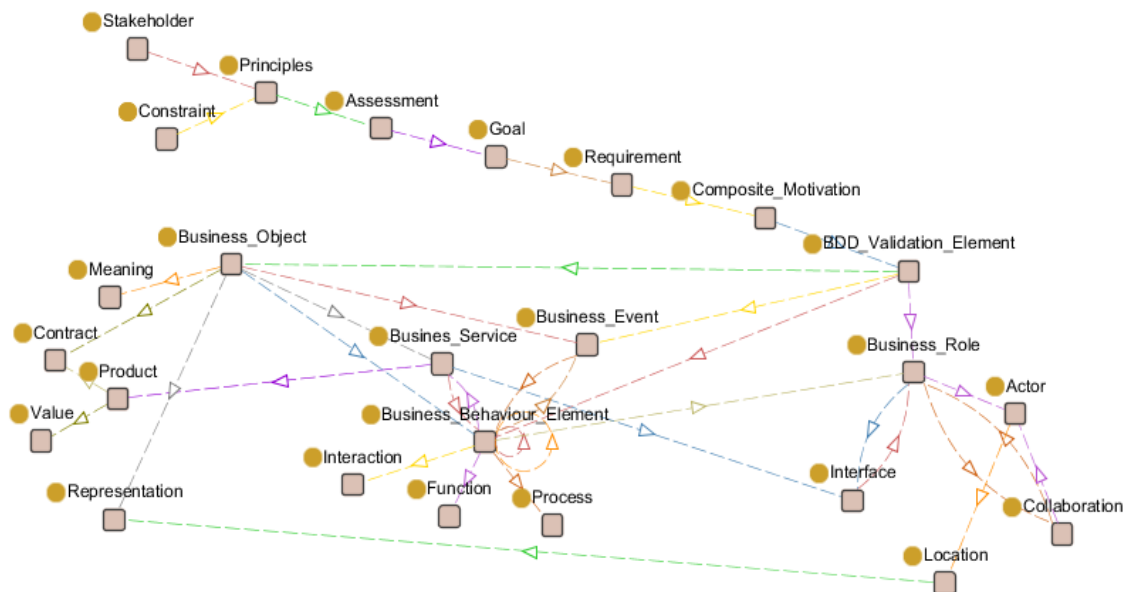 Stakeholder
Principles
Assessment
Constraint
Goal
Requirement
Composite_Motivation
Business_Object
BDD_Validation_Element
Meaning
Business_Event
Contract
Busines_Service
Business_Role
Product
Actor
Value
Business_Behaviour_Element
Interaction
Interface
Representation
Function
Process
Collaboration
Location